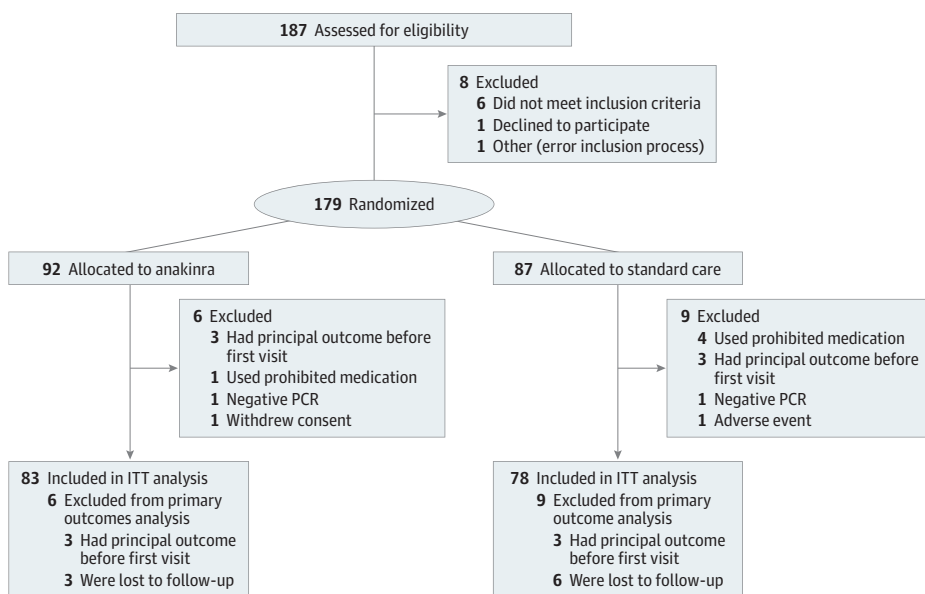 187 Assessed for eligibility
8 Excluded
6 Did not meet inclusion criteria
1 Declined to participate
1 Other (error inclusion process)
179 Randomized
92 Allocated to anakinra
87 Allocated to standard care
6 Excluded
3 Had principal outcome before
first visit
1 Used prohibited medication
1 Negative PCR
1 Withdrew consent
9 Excluded
4 Used prohibited medication
3 Had principal outcome before
first visit
1 Negative PCR
1 Adverse event
83 Included in ITT analysis
6 Excluded from primary
outcomes analysis
3 Had principal outcome
before first visit
3 Were lost to follow-up
78 Included in ITT analysis
9 Excluded from primary
outcome analysis
3 Had principal outcome
before first visit
6 Were lost to follow-up